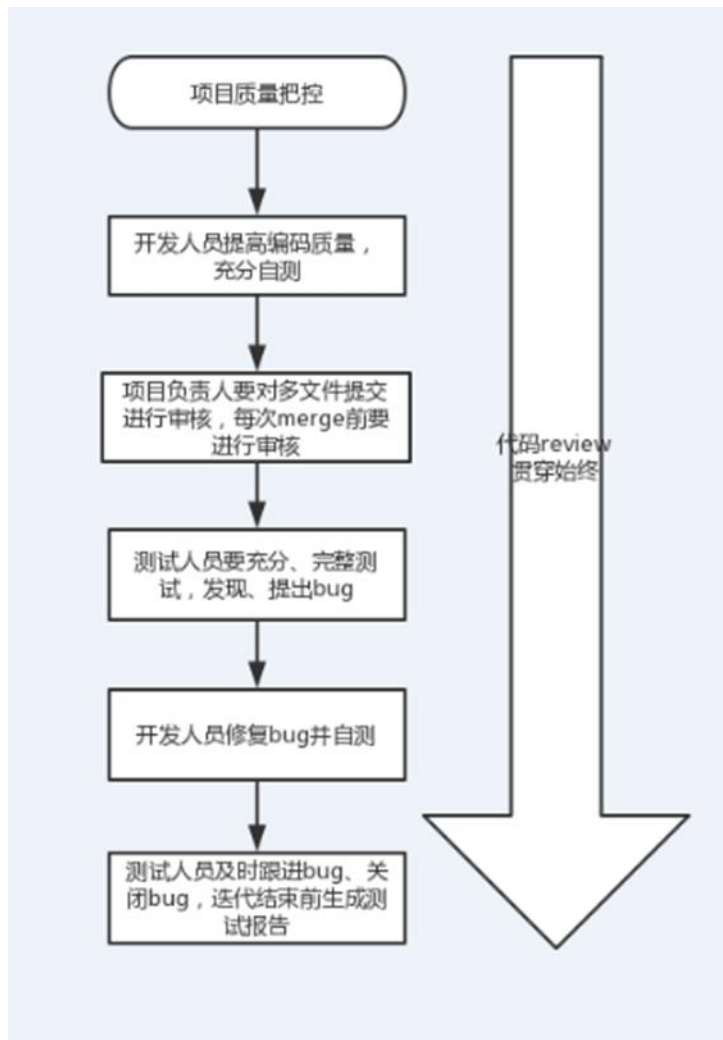 项目质量把控
开发人员提高编码质量，
充分自测
项目负责人要对多文件提交
进行审核，每次merge前要
进行审核
测试人员要充分、完整测
试，发现、提出bug
开发人员修复bug并自测
测试人员及时跟进bug、关
闭bug，迭代结束前生成测
试报告
代码review
贯穿始终